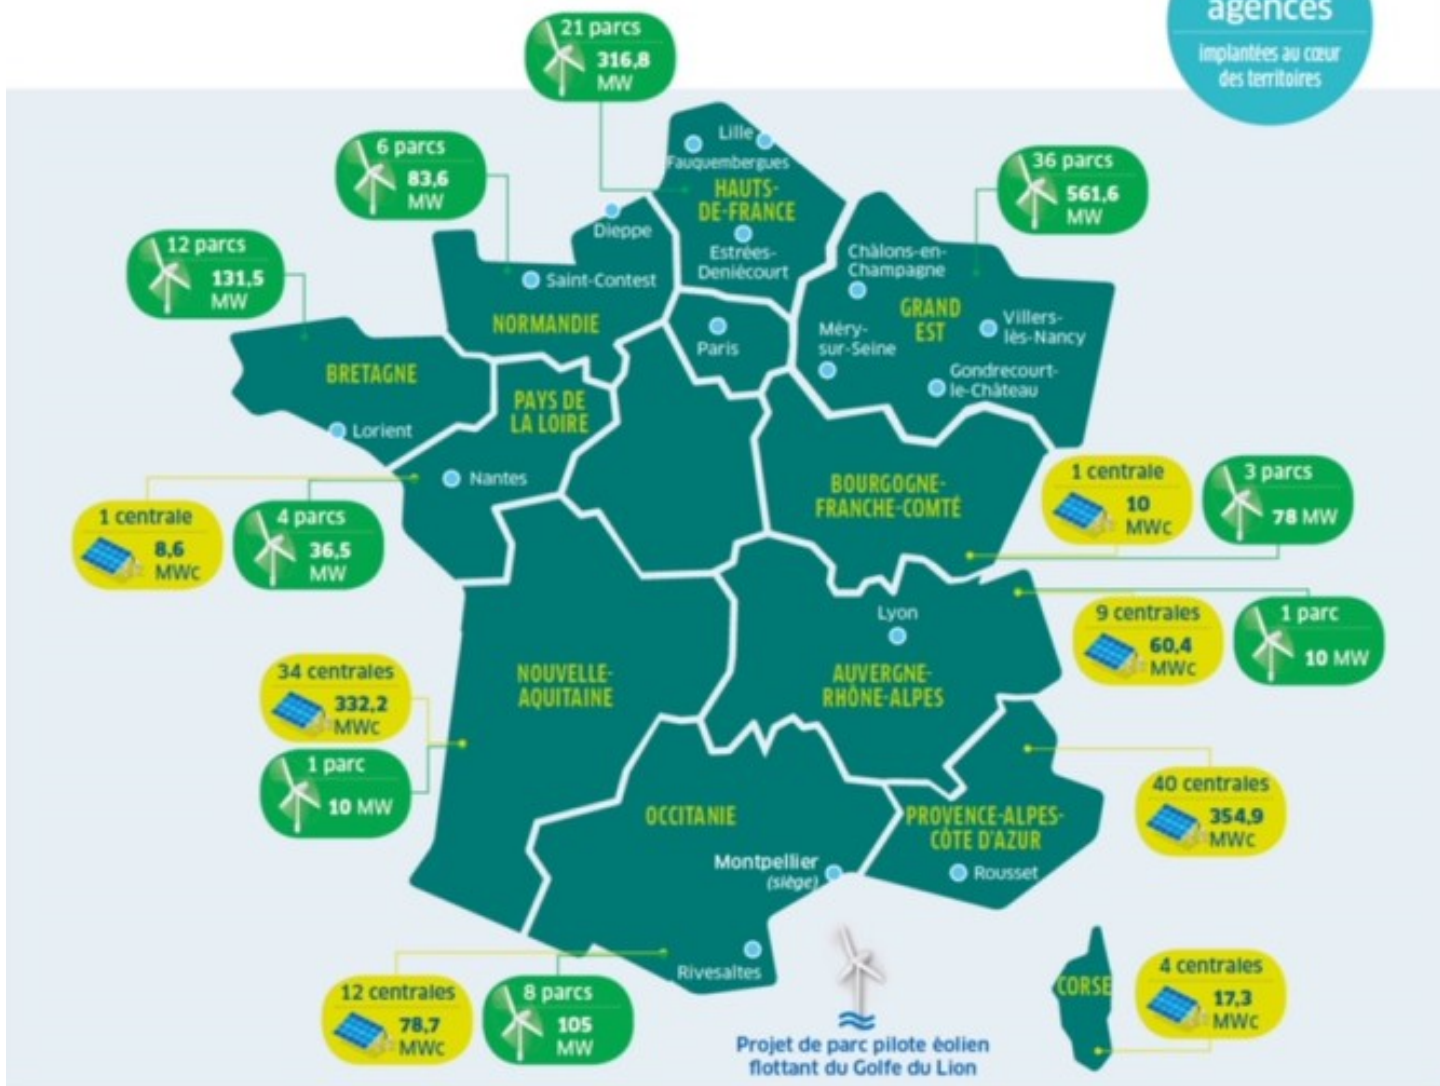 agences
implantées au cœur
des territoires
21 parcs
316,8
MW
6 parcs
83,6
MW
36 parcs
561,6
MW
12 parcs
131,5
MW
Lille
Fauquembergues
HAUTS-
DE-FRANCE
Estrées-
Deniécourt
Dieppe
Saint-Contest
NORMANDIE
Châlons-en-
Champagne
GRAND
EST
Villers-
lès-Nancy
Méry-
sur-Seine
Gondrecourt-
le-Château
Paris
BRETAGNE
Lorient
PAYS DE
LA LOIRE
Nantes
1 centrale
8,6
MWc
4 parcs
36,5
MW
BOURGOGNE-
FRANCHE-COMTÉ
1 centrale
10
MWc
3 parcs
78 MW
9 centrales
60,4
MWc
1 parc
10 MW
Lyon
AUVERGNE-
RHÔNE-ALPES
NOUVELLE-
AQUITAINE
34 centrales
332,2
MWc
1 parc
10 MW
OCCITANIE
Montpellier
(siège)
Rivesaltes
PROVENCE-ALPES-
CÔTE D'AZUR
Rousset
40 centrales
354,9
MWc
12 centrales
78,7
MWc
8 parcs
105
MW
Projet de parc pilote éolien
flottant du Golfe du Lion
CORSE
4 centrales
17,3
MWc